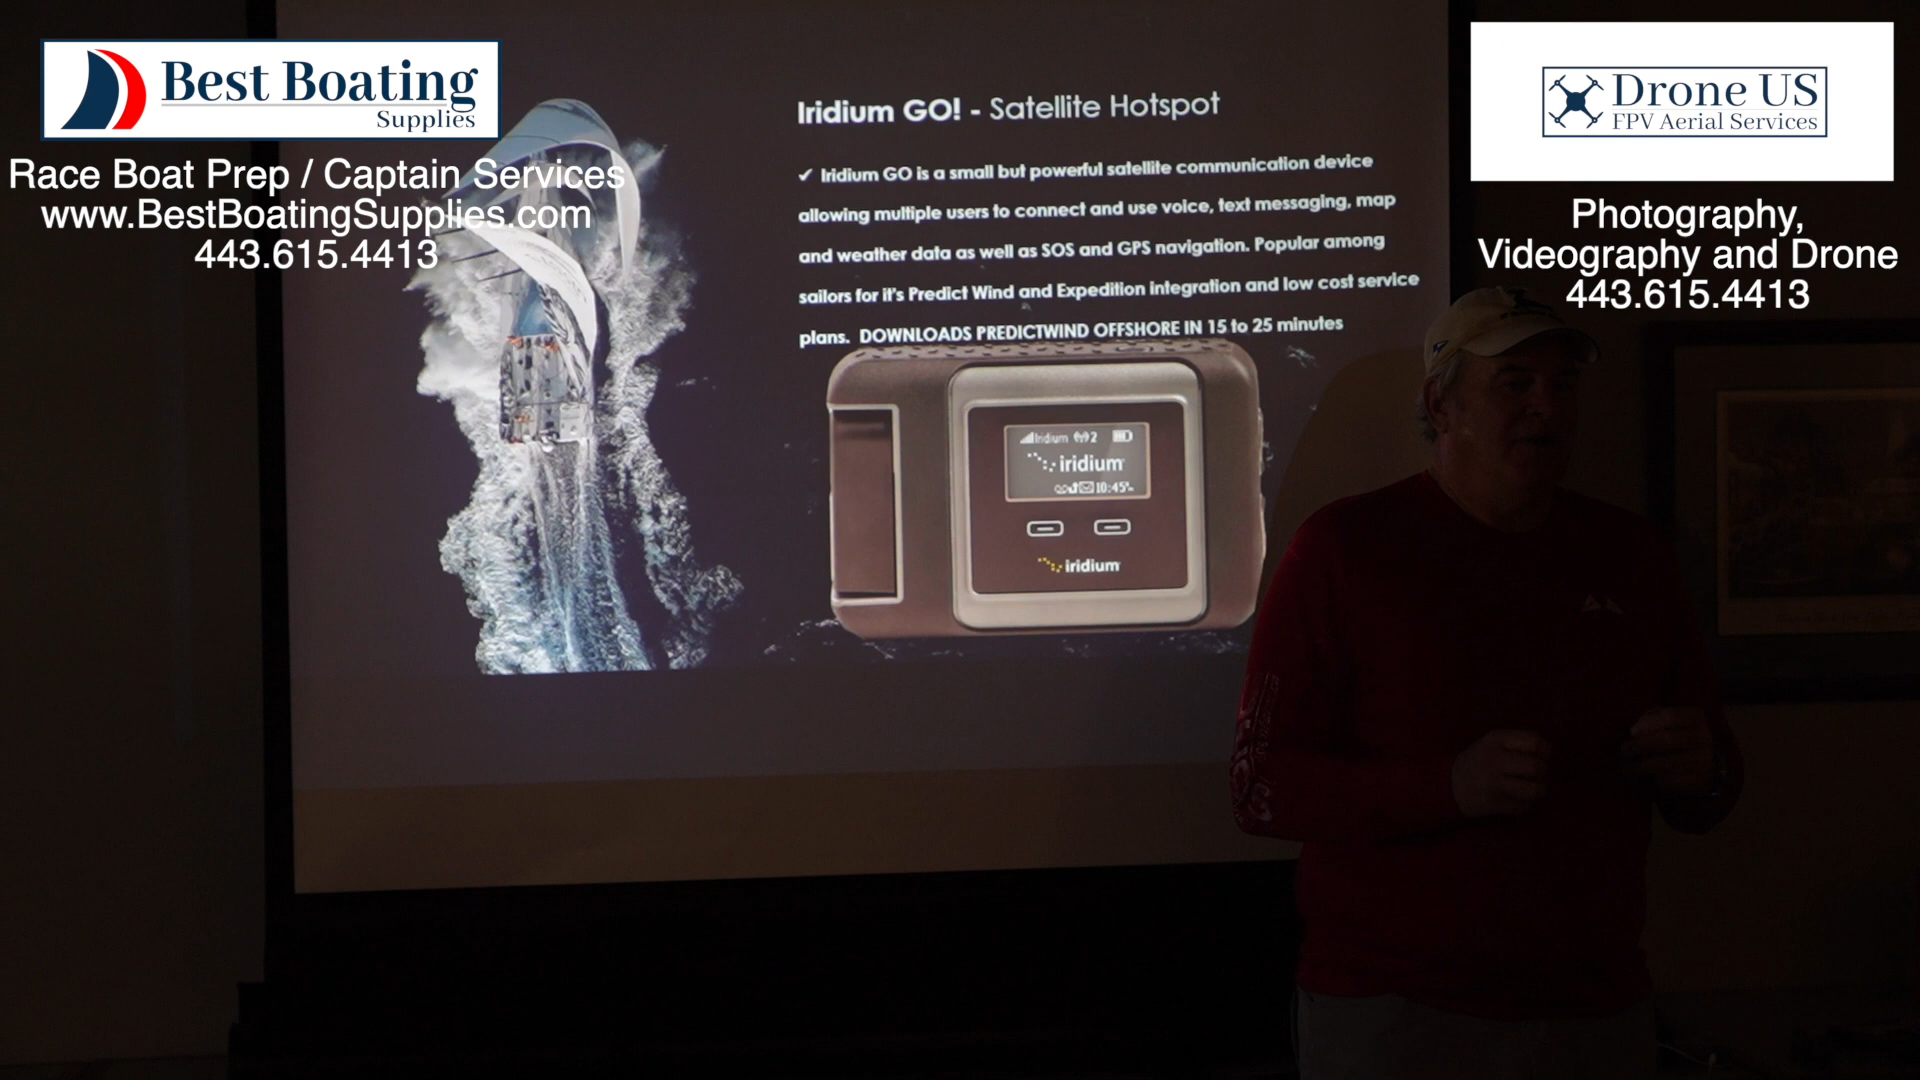 Best Boating
Supplies
Race Boat Prep / Captain Services
www.BestBoatingSupplies.com
443.615.4413
Iridium GO! - Satellite Hotspot
✓ Iridium GO is a small but powerful satellite communication device
allowing multiple users to connect and use voice, text messaging, map
and weather data as well as SOS and GPS navigation. Popular among
sailors for it's Predict Wind and Expedition integration and low cost service
plans. DOWNLOADS PREDICTWIND OFFSHORE IN 15 to 25 minutes
Iridium 2
iridium
10:45
iridium
Drone US
FPV Aerial Services
Photography,
Videography and Drone
443.615.4413